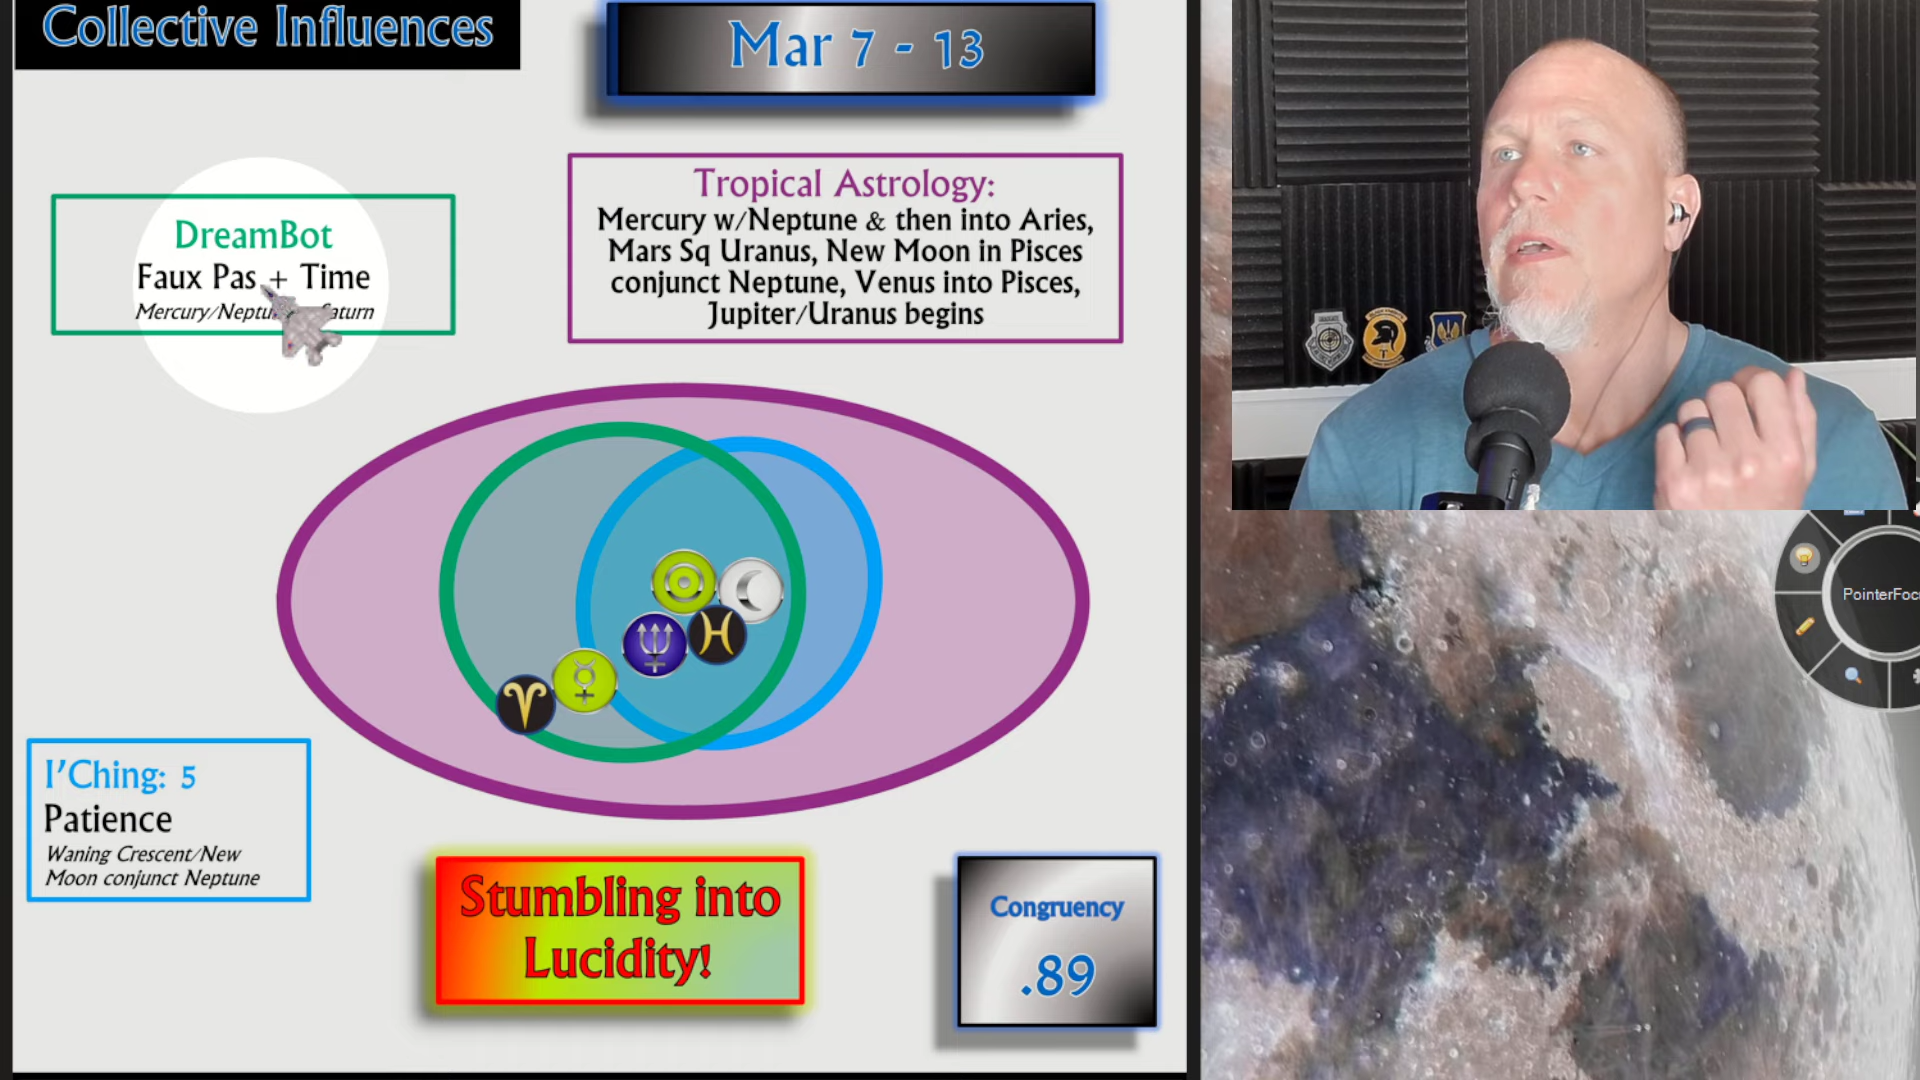 Collective Influences
Mar 7 - 13
DreamBot
Faux Pas + Time
Tropical Astrology:
Mercury w/Neptune & then into Aries,
Mars Sq Uranus, New Moon in Pisces
conjunct Neptune, Venus into Pisces,
Jupiter/Uranus begins
I'Ching: 5
Patience
Waning Crescent/New
Moon conjunct Neptune
Stumbling into
Lucidity!
Congruency
.89